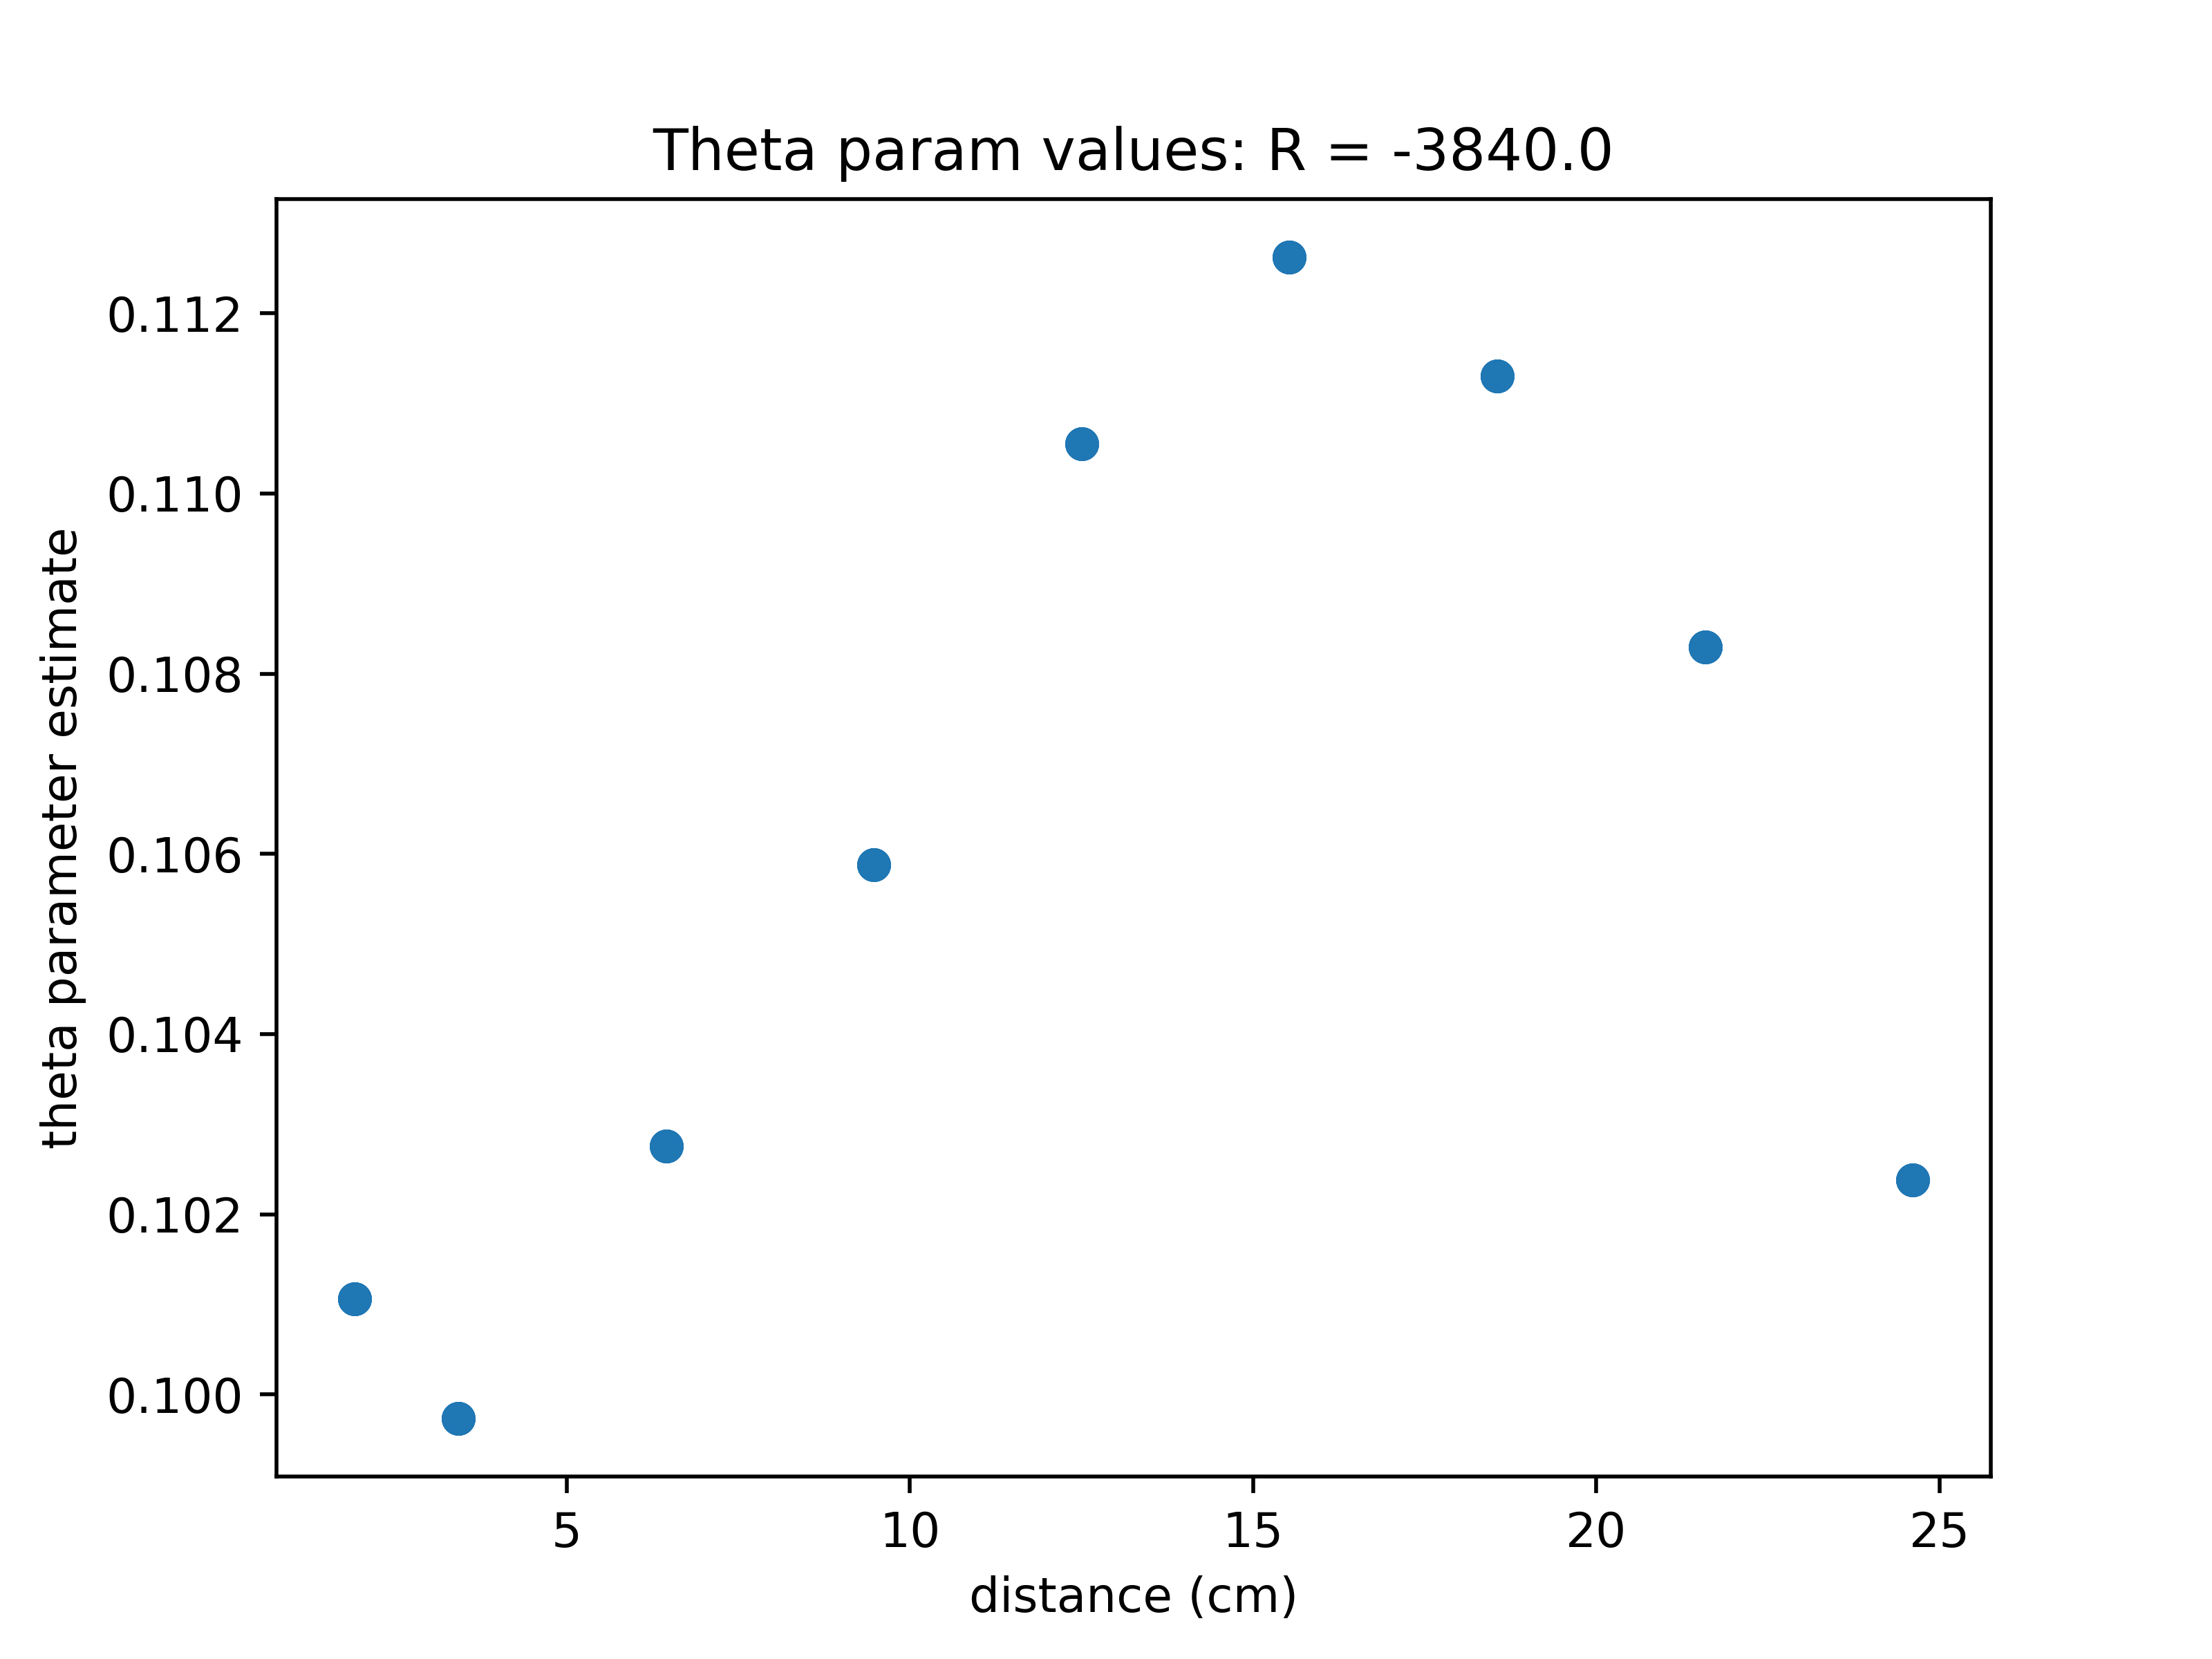 Theta param values: R = -3840.0
theta parameter estimate
0.112
0.110
0.108
0.106
0.104
0.102
0.100
5 10 15 20 25
distance (cm)